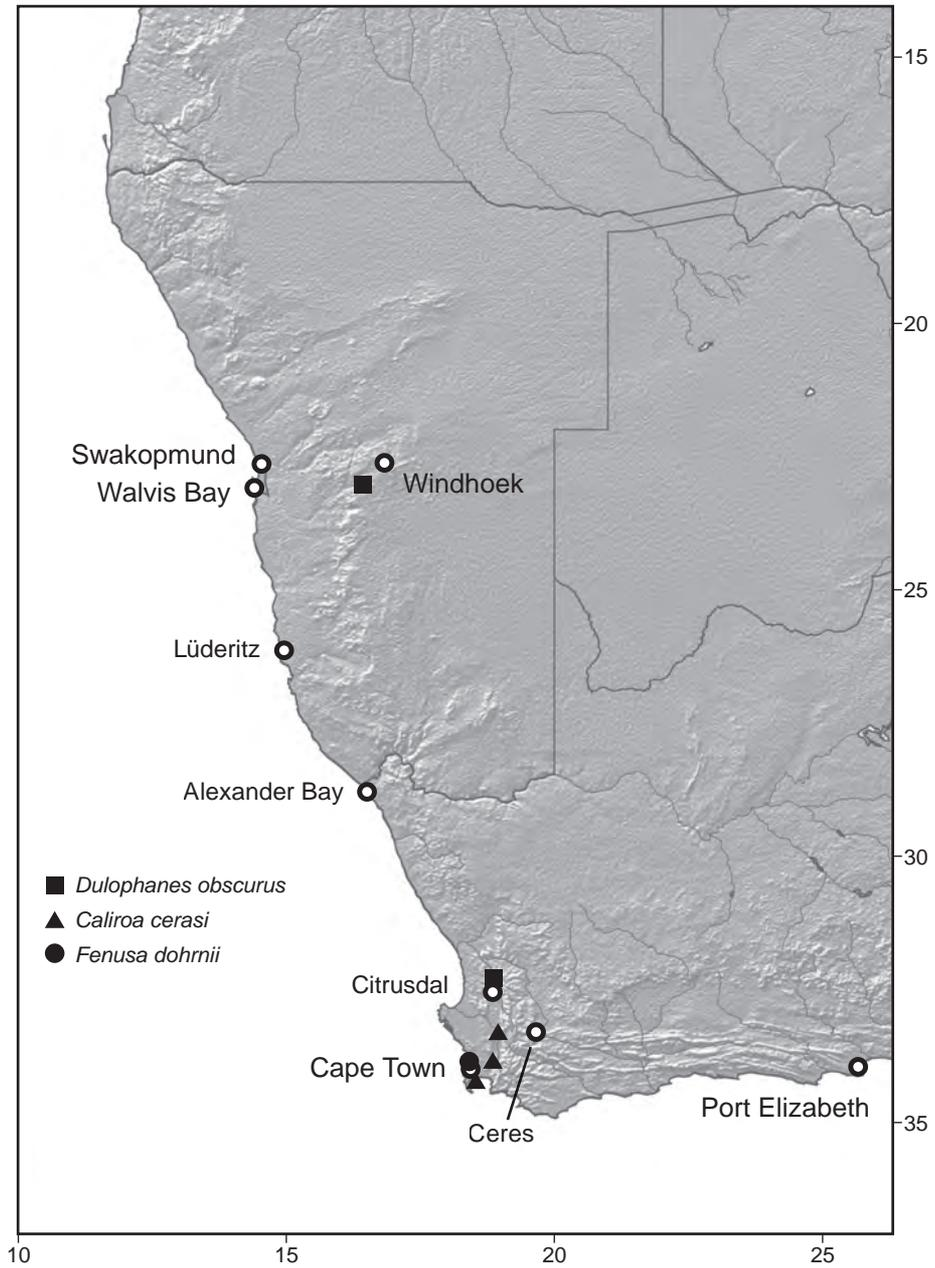 15
20
Swakopmund
Walvis Bay
Windhoek
25
Lüderitz
Alexander Bay
30
Dulophanes obscurus
Caliroa cerasi
Fenusa dohrnii
Citrusdal
Cape Town
Port Elizabeth
Ceres
35
10 15 20 25